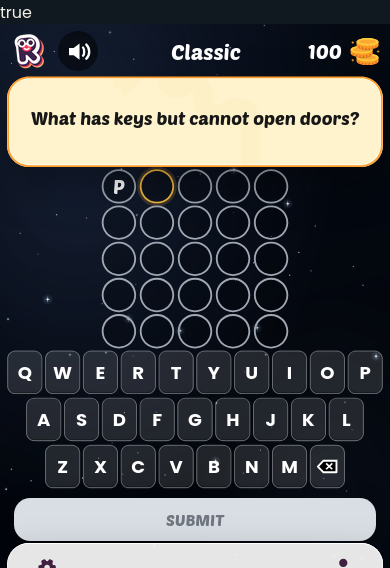 true
Classic
100
What has keys but cannot open doors?
P
Q W E R T Y U I O P
A S D F G H J K L
Z X C V B N M
SUBMIT